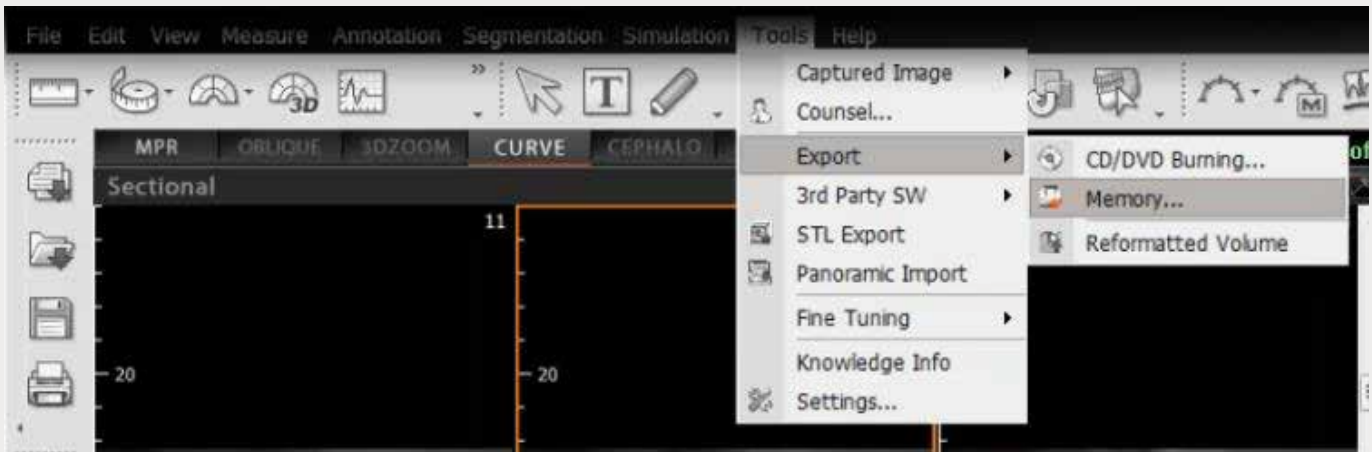 File Edit View Measure Annotation Segmentation Simulation Tools Help
3D
T
M
MPR OBLIQUE 3DZOOM CURVE CEPHALO
Sectional
11
20
20
Captured Image
Counsel...
Export
3rd Party SW
STL Export
Panoramic Import
Fine Tuning
Knowledge Info
Settings...
CD/DVD Burning...
Memory...
Reformatted Volume
of